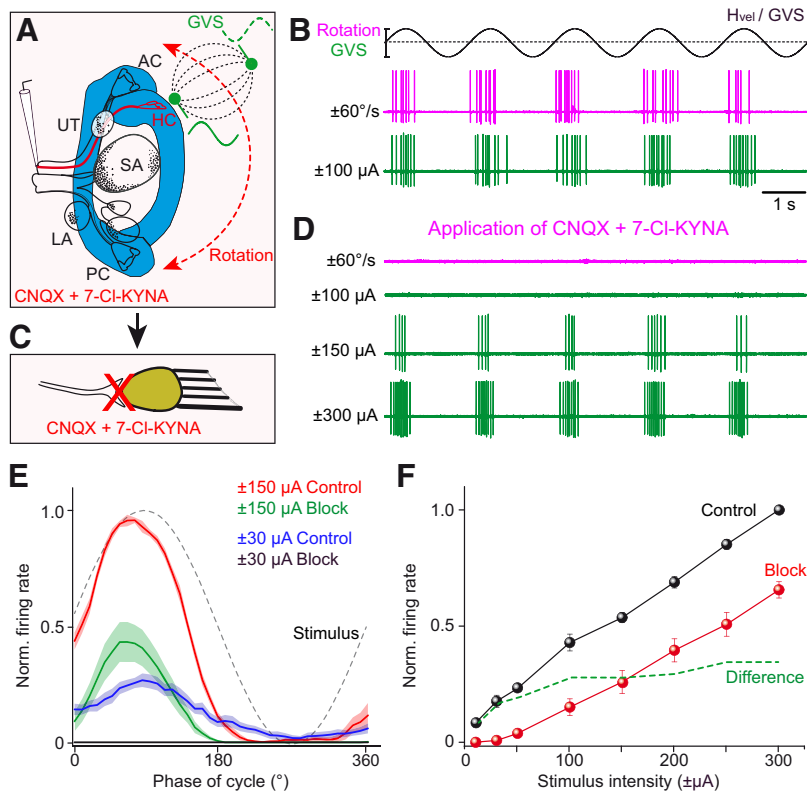 A
GVS
AC
UT
HC
SA
LA
PC
Rotation
CNQX + 7-Cl-KYNA
B
Hvel / GVS
Rotation
GVS
±60°/s
±100 µA
1 s
C
CNQX + 7-Cl-KYNA
D
Application of CNQX + 7-Cl-KYNA
±60°/s
±100 µA
±150 µA
±300 µA
E
±150 µA Control
±150 µA Block
±30 µA Control
±30 µA Block
Stimulus
Norm. firing rate
1.0
0.5
0
0
180
360
Phase of cycle (°)
F
Control
Block
Difference
Norm. firing rate
1.0
0.5
0
0
100
200
300
Stimulus intensity (±µA)